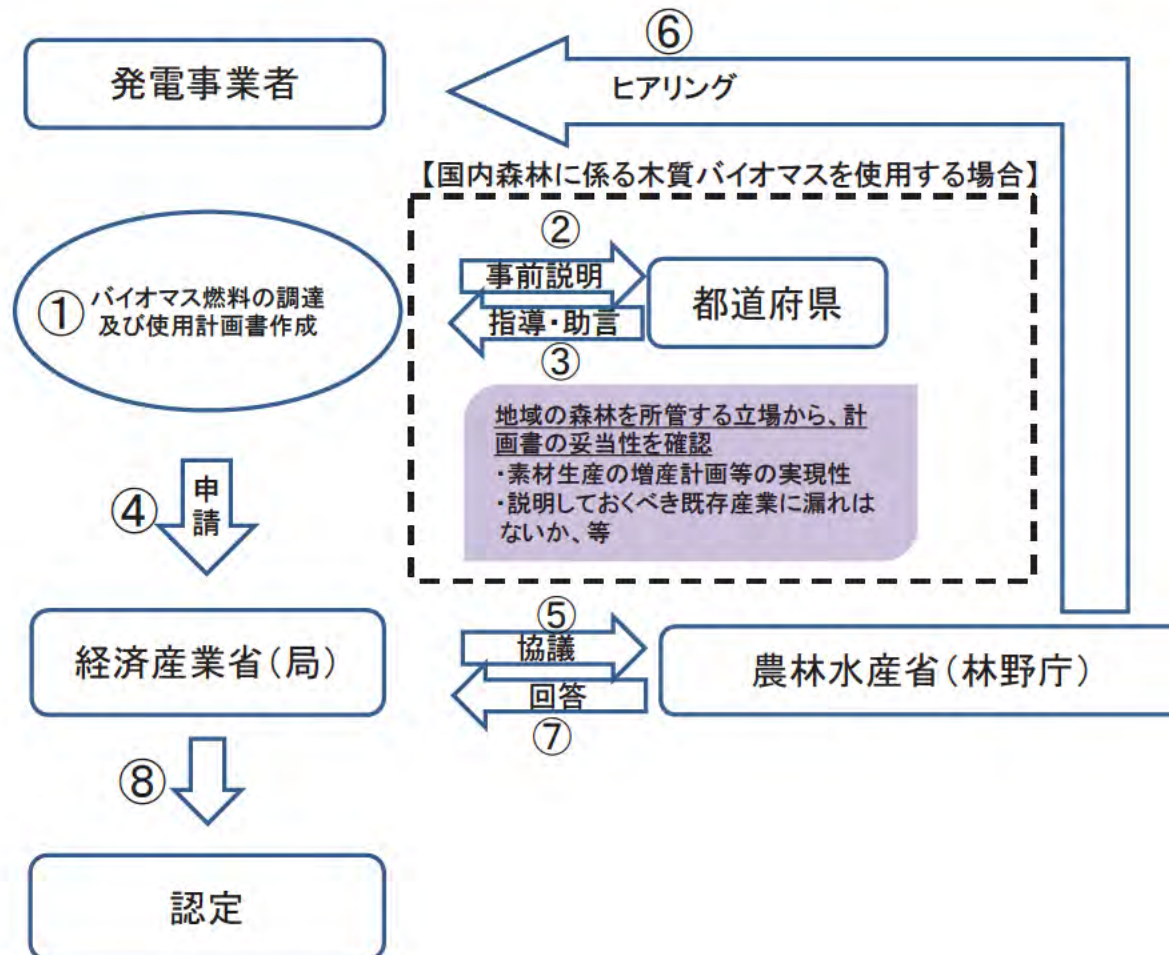 ⑥
発電事業者
ヒアリング
【国内森林に係る木質バイオマスを使用する場合】
②
① バイオマス燃料の調達
及び使用計画書作成
事前説明
指導・助言
都道府県
③
地域の森林を所管する立場から、計
画書の妥当性を確認
・素材生産の増産計画等の実現性
・説明しておくべき既存産業に漏れは
ないか、等
④
申
請
⑤
経済産業省(局)
協議
回答
農林水産省(林野庁)
⑦
⑧
認定